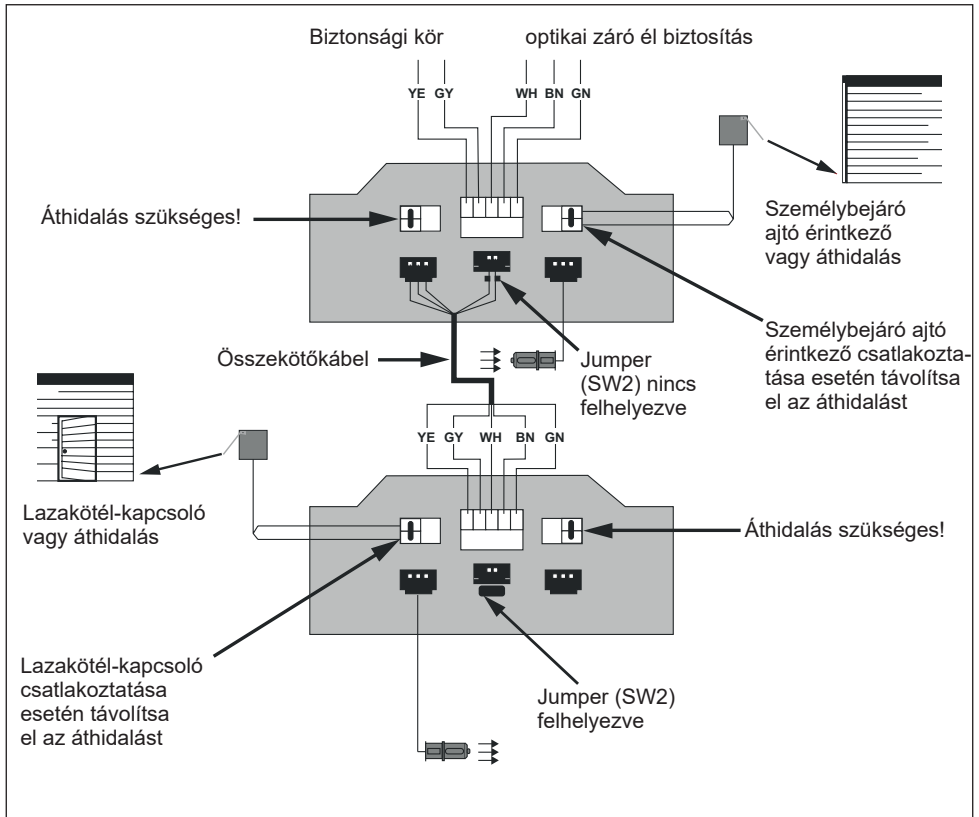 Biztonsági kör
optikai záró él biztosítás
YE GY WH BN GN
Áthidalás szükséges!
Személybejáró
ajtó érintkező
vagy áthidalás
Személybejáró ajtó
érintkező csatlakozta-
tása esetén távolítsa
el az áthidalást
Összekötőkábel
Jumper
(SW2) nincs
felhelyezve
YE GY WH BN GN
Lazakötél-kapcsoló
vagy áthidalás
Áthidalás szükséges!
Lazakötél-kapcsoló
csatlakoztatása
esetén távolítsa
el az áthidalást
Jumper (SW2)
felhelyezve